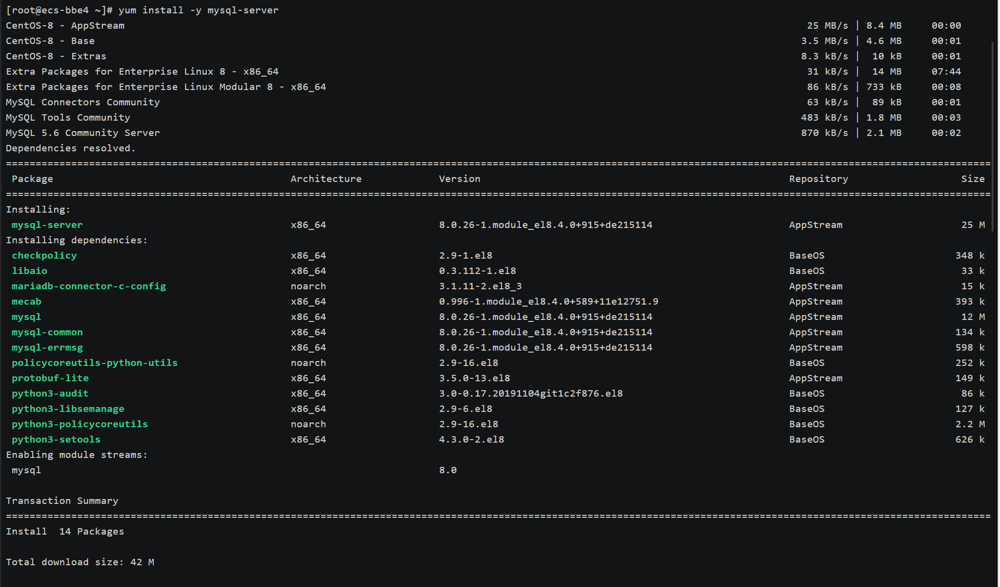 [root@ecs-bbe4 ~]# yum install -y mysql-server
CentOS-8 - AppStream 25 MB/s | 8.4 MB 00:00
CentOS-8 - Base 3.5 MB/s | 4.6 MB 00:01
CentOS-8 - Extras 8.3 kB/s | 10 kB 00:01
Extra Packages for Enterprise Linux 8 - x86_64 31 kB/s | 14 MB 07:44
Extra Packages for Enterprise Linux Modular 8 - x86_64 86 kB/s | 733 kB 00:08
MySQL Connectors Community 63 kB/s | 89 kB 00:01
MySQL Tools Community 483 kB/s | 1.8 MB 00:03
MySQL 5.6 Community Server 870 kB/s | 2.1 MB 00:02
Dependencies resolved.
================================================================================
Package Architecture Version Repository Size
================================================================================
Installing:
mysql-server x86_64 8.0.26-1.module_el8.4.0+915+de215114 AppStream 25 M
Installing dependencies:
checkpolicy x86_64 2.9-1.el8 BaseOS 348 k
libaio x86_64 0.3.112-1.el8 BaseOS 33 k
mariadb-connector-c-config noarch 3.1.11-2.el8_3 AppStream 15 k
mecab x86_64 0.996-1.module_el8.4.0+589+11e12751.9 AppStream 393 k
mysql x86_64 8.0.26-1.module_el8.4.0+915+de215114 AppStream 12 M
mysql-common x86_64 8.0.26-1.module_el8.4.0+915+de215114 AppStream 134 k
mysql-errmsg x86_64 8.0.26-1.module_el8.4.0+915+de215114 AppStream 598 k
policycoreutils-python-utils noarch 2.9-16.el8 BaseOS 252 k
protobuf-lite x86_64 3.5.0-13.el8 AppStream 149 k
python3-audit x86_64 3.0-0.17.20191104git1c2f876.el8 BaseOS 86 k
python3-libsemanage x86_64 2.9-6.el8 BaseOS 127 k
python3-policycoreutils noarch 2.9-16.el8 BaseOS 2.2 M
python3-setools x86_64 4.3.0-2.el8 BaseOS 626 k
Enabling module streams:
mysql 8.0
Transaction Summary
================================================================================
Install 14 Packages
Total download size: 42 M